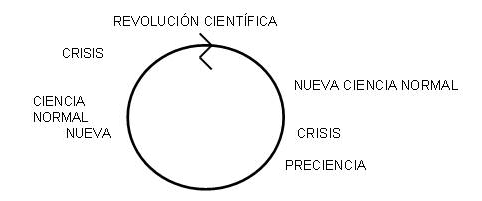 REVOLUCIÓN CIENTÍFICA
CRISIS
NUEVA CIENCIA NORMAL
CIENCIA
NORMAL
NUEVA
CRISIS
PRECIENCIA